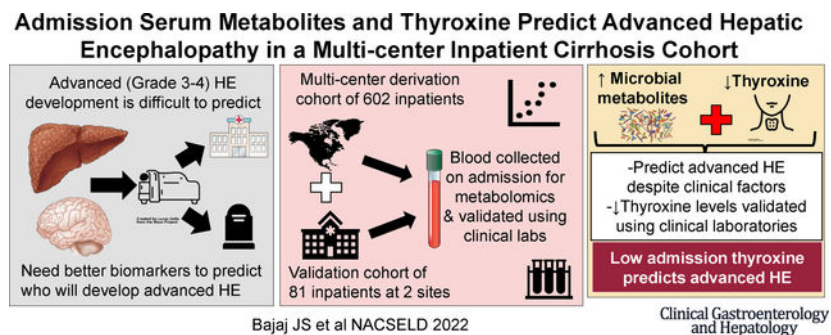 Admission Serum Metabolites and Thyroxine Predict Advanced Hepatic
Encephalopathy in a Multi-center Inpatient Cirrhosis Cohort
Advanced (Grade 3-4) HE
development is difficult to predict
Need better biomarkers to predict
who will develop advanced HE
Multi-center derivation
cohort of 602 inpatients
Blood collected
on admission for
metabolomics
& validated using
clinical labs
Validation cohort of
81 inpatients at 2 sites
↑ Microbial
metabolites
↓Thyroxine
-Predict advanced HE
despite clinical factors
-↓Thyroxine levels validated
using clinical laboratories
Low admission thyroxine
predicts advanced HE
Bajaj JS et al NACSELD 2022
Clinical Gastroenterology
and Hepatology